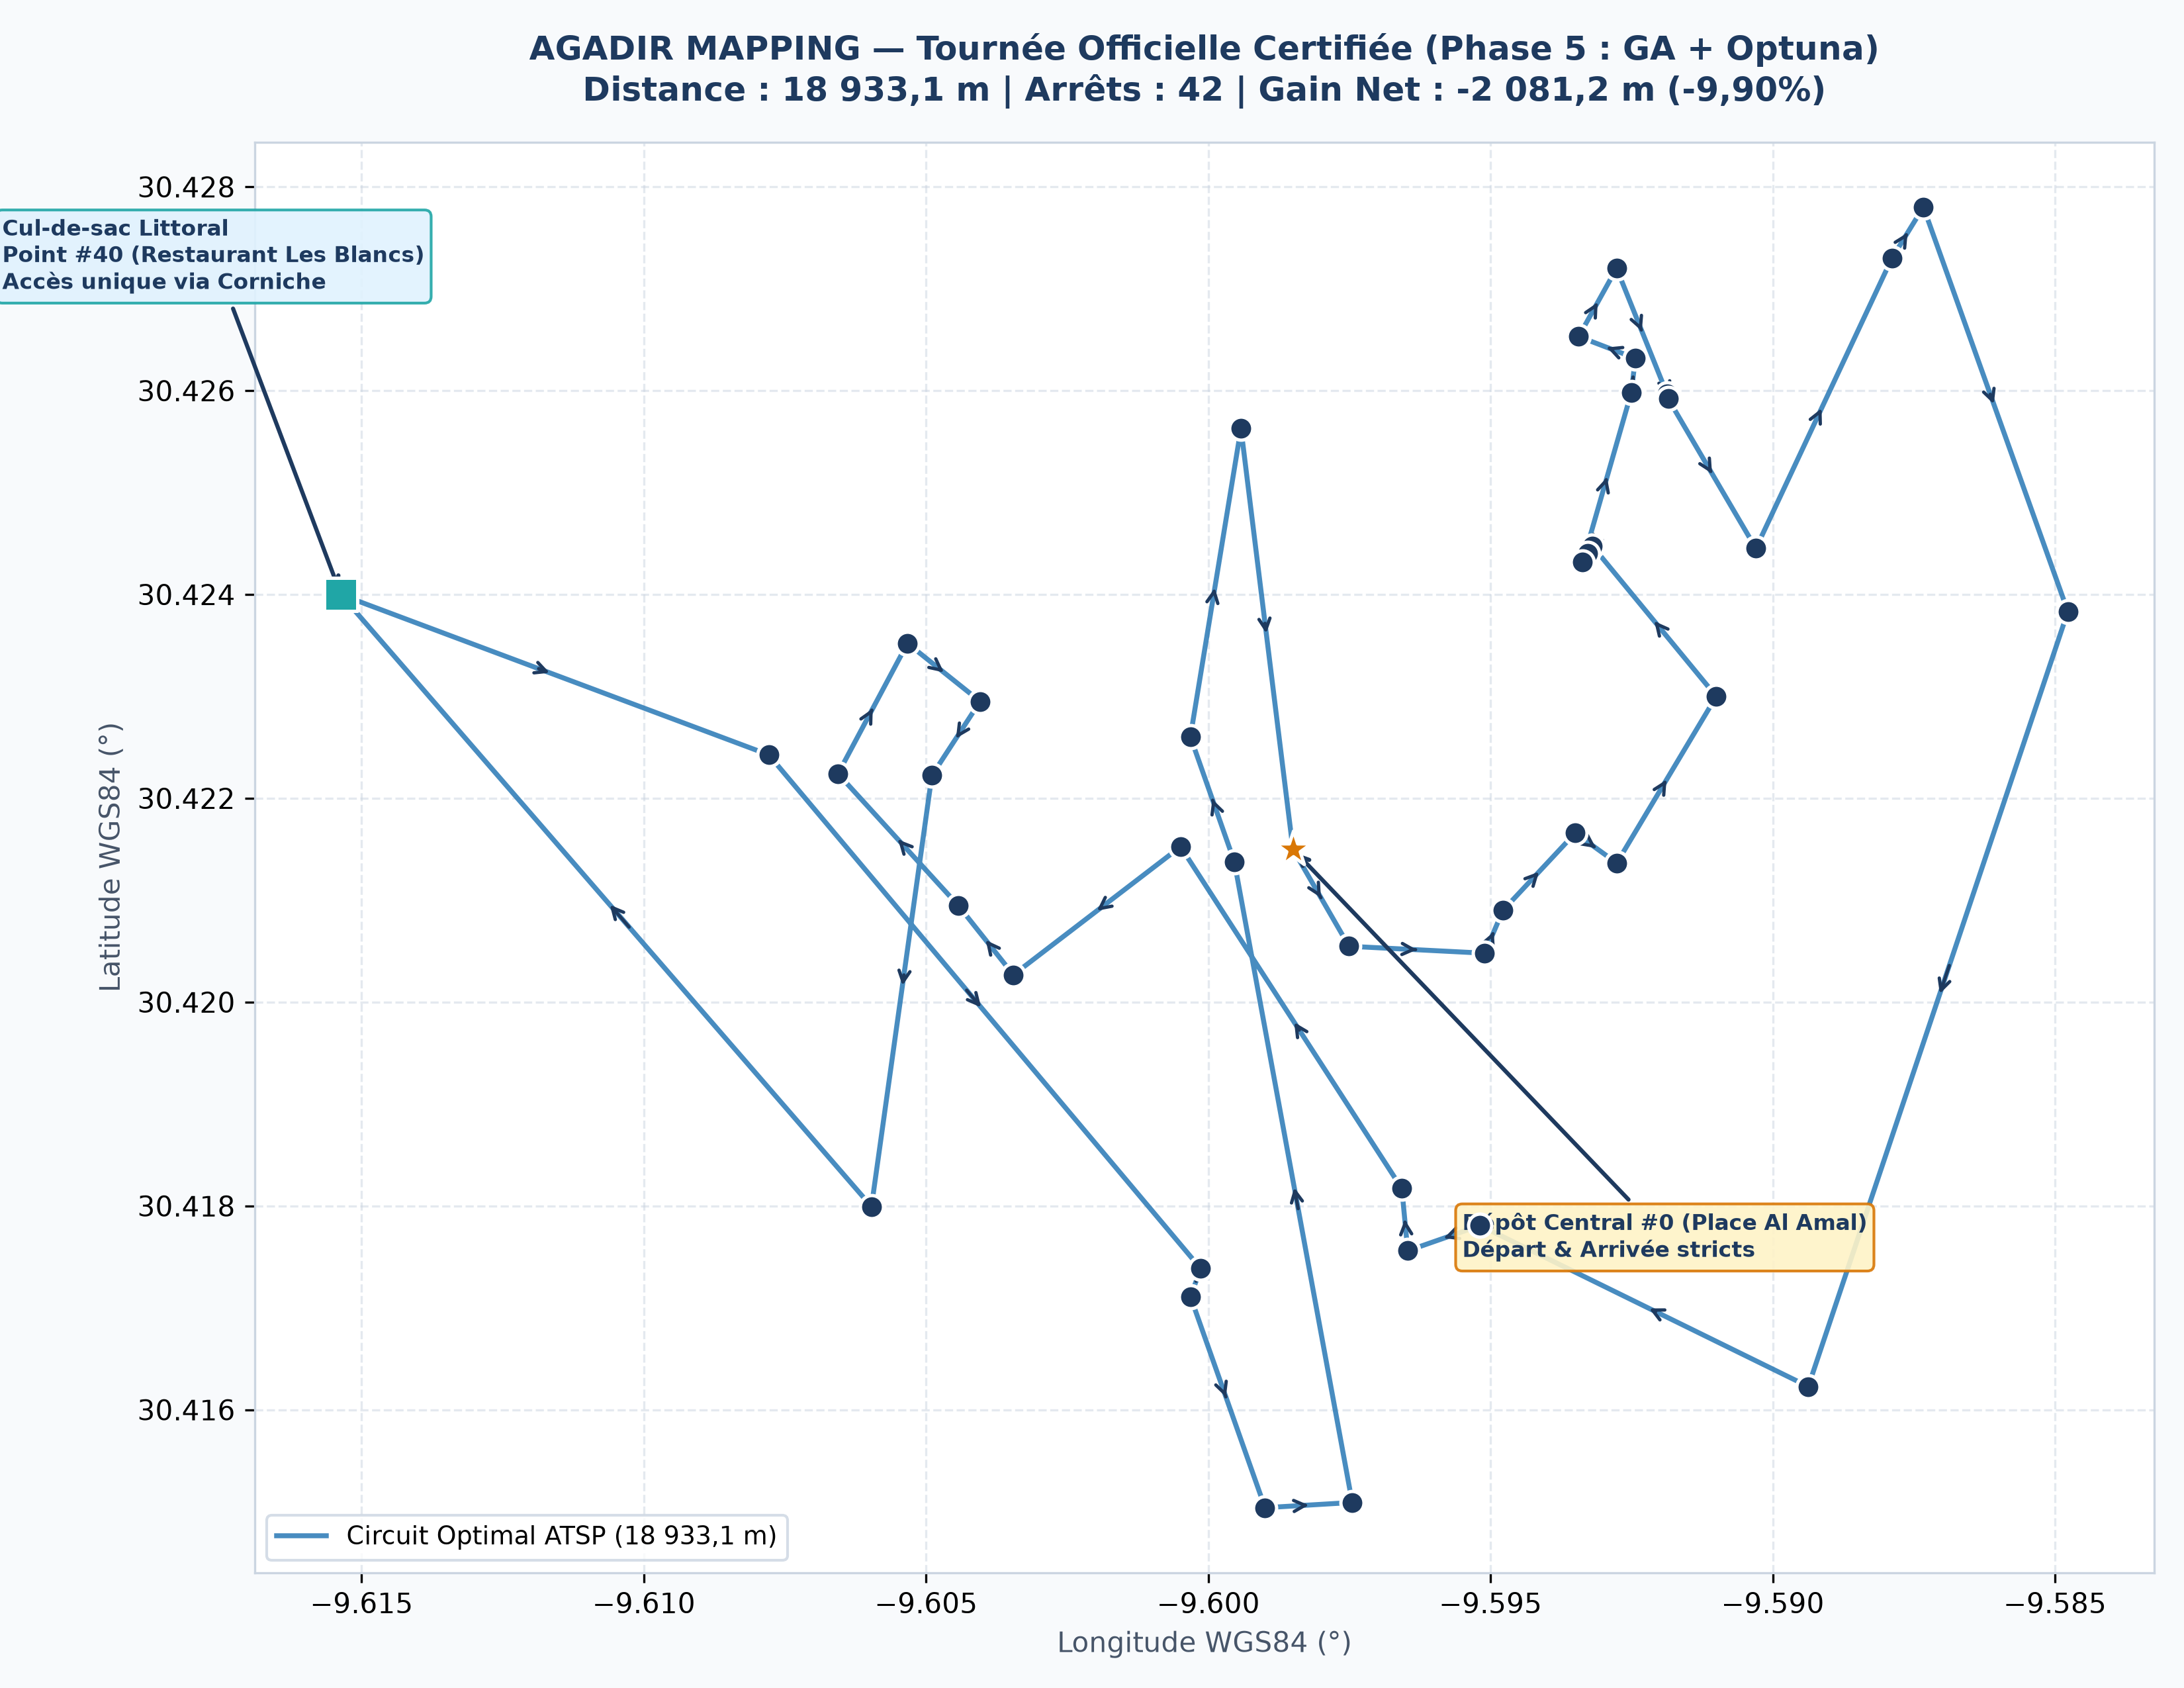 AGADIR MAPPING — Tournée Officielle Certifiée (Phase 5 : GA + Optuna)
Distance : 18 933,1 m | Arrêts : 42 | Gain Net : -2 081,2 m (-9,90%)
30.428
Cul-de-sac Littoral
Point #40 (Restaurant Les Blancs)
Accès unique via Corniche
30.426
30.424
30.422
30.420
30.418
30.416
Latitude WGS84 (°)
Dépôt Central #0 (Place Al Amal)
Départ & Arrivée stricts
Circuit Optimal ATSP (18 933,1 m)
−9.615
−9.610
−9.605
−9.600
−9.595
−9.590
−9.585
Longitude WGS84 (°)